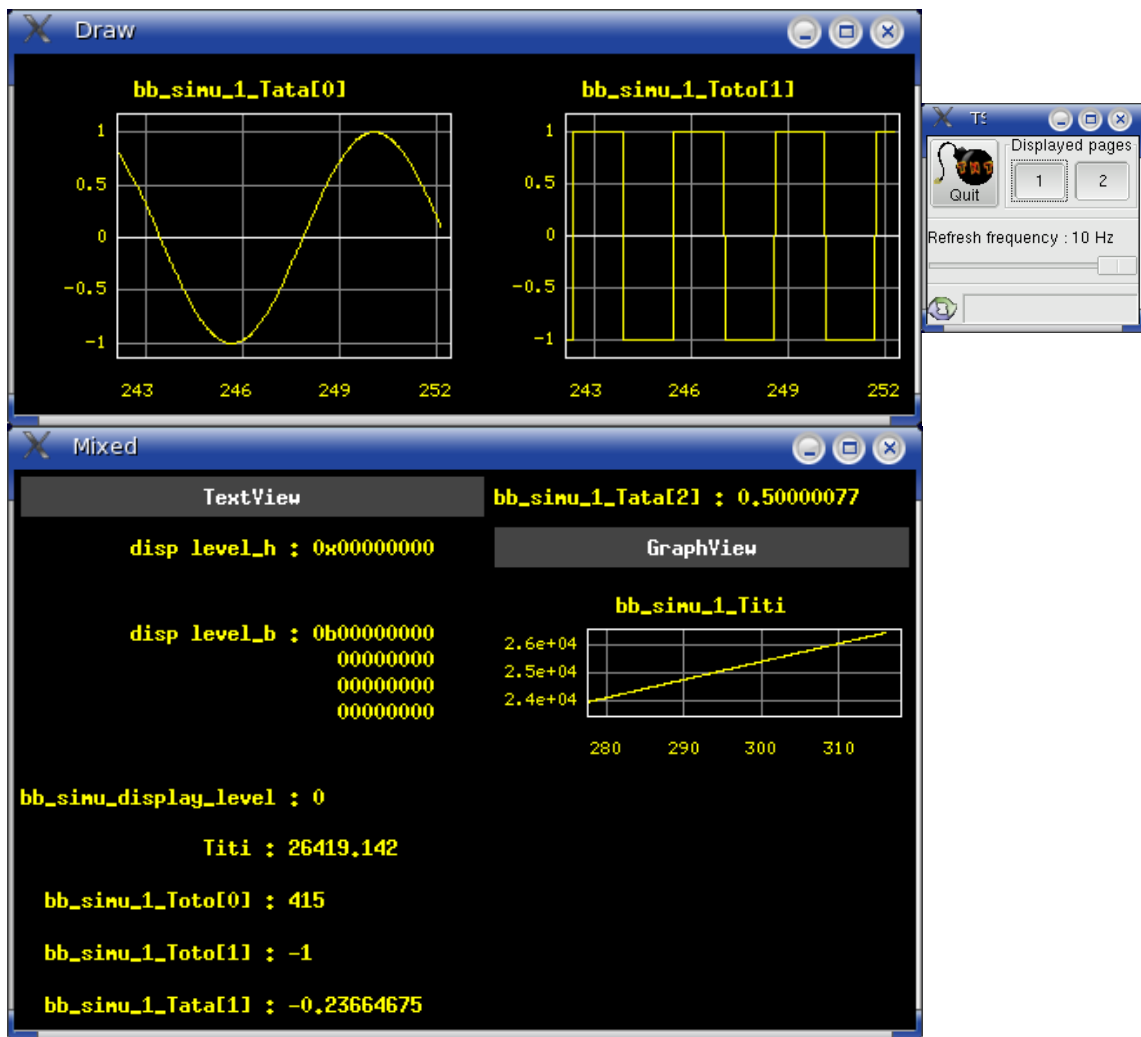 Draw
bb_simu_1_Tata[0]
1
0.5
0
-0.5
-1
243 246 249 252
bb_simu_1_Toto[1]
1
0.5
0
-0.5
-1
243 246 249 252
TS
Displayed pages
TNT
Quit
1 2
Refresh frequency : 10 Hz
Mixed
TextView
disp level_h : 0x00000000
disp level_b : 0b00000000
00000000
00000000
00000000
bb_simu_display_level : 0
Titi : 26419.142
bb_simu_1_Toto[0] : 415
bb_simu_1_Toto[1] : -1
bb_simu_1_Tata[1] : -0.23664675
bb_simu_1_Tata[2] : 0.50000077
GraphView
bb_simu_1_Titi
2.6e+04
2.5e+04
2.4e+04
280 290 300 310